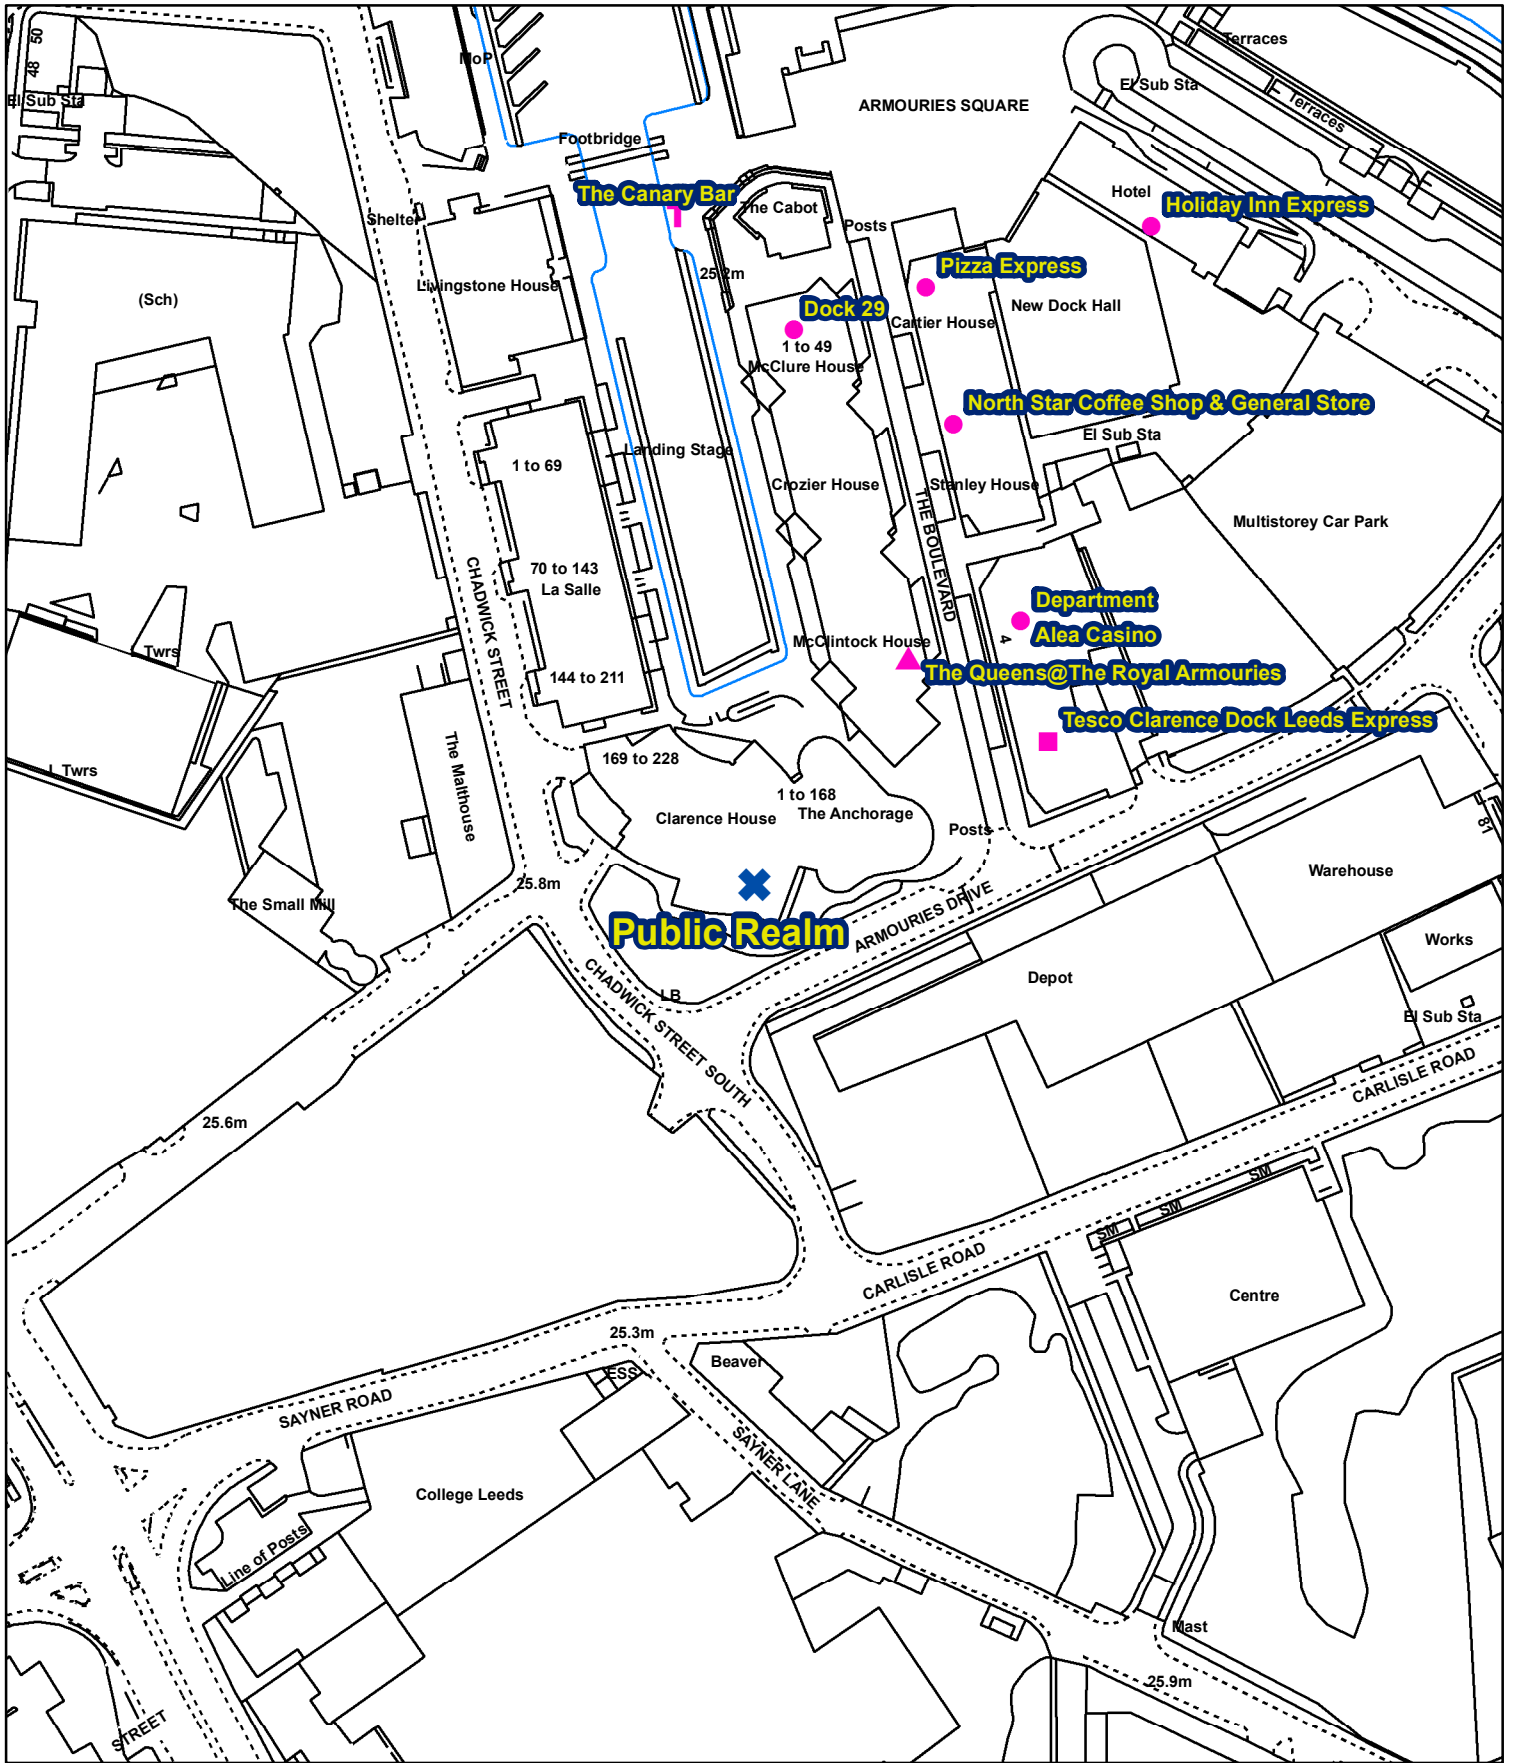 50
48
El Sub Sta
MoP
Terraces
El Sub Sta
Terraces
ARMOURIES SQUARE
Footbridge
The Canary Bar
Hotel
Holiday Inn Express
The Cabot
Shelter
Posts
Pizza Express
25.2m
Livingstone House
(Sch)
Dock 29
New Dock Hall
Cartier House
1 to 49
McClure House
North Star Coffee Shop & General Store
El Sub Sta
Landing Stage
1 to 69
Crozier House
Stanley House
THE BOULEVARD
Multistorey Car Park
CHADWICK STREET
70 to 143
La Salle
Department
4
Alea Casino
McClintock House
L Twrs
The Queens@The Royal Armouries
144 to 211
Tesco Clarence Dock Leeds Express
The Malthouse
169 to 228
L Twrs
1 to 168
The Anchorage
Clarence House
Posts
81
Warehouse
25.8m
The Small Mill
Public Realm
ARMOURIES DRIVE
Works
Depot
LB
CHADWICK STREET SOUTH
El Sub Sta
CARLISLE ROAD
25.6m
SM
SM
SM
CARLISLE ROAD
Centre
25.3m
Beaver
ESS
SAYNER ROAD
SAYNER LANE
College Leeds
Line of Posts
Mast
25.9m
STREET